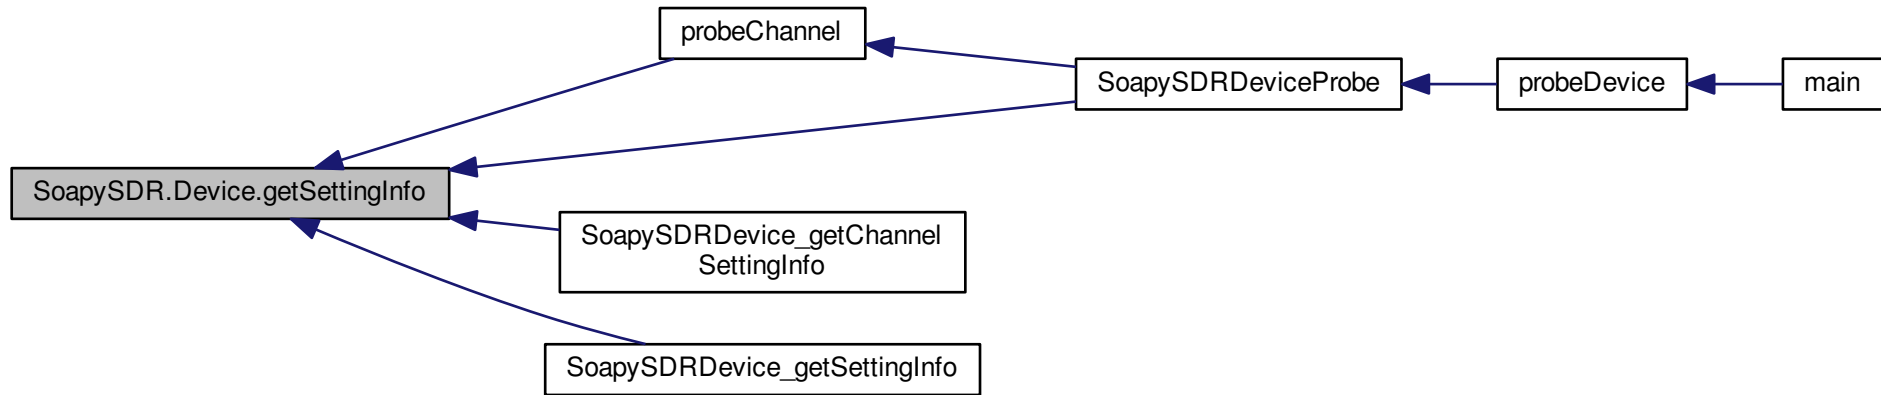 probeChannel
SoapySDRDeviceProbe
probeDevice
main
SoapySDR.Device.getSettingInfo
SoapySDRDevice_getChannel
SettingInfo
SoapySDRDevice_getSettingInfo